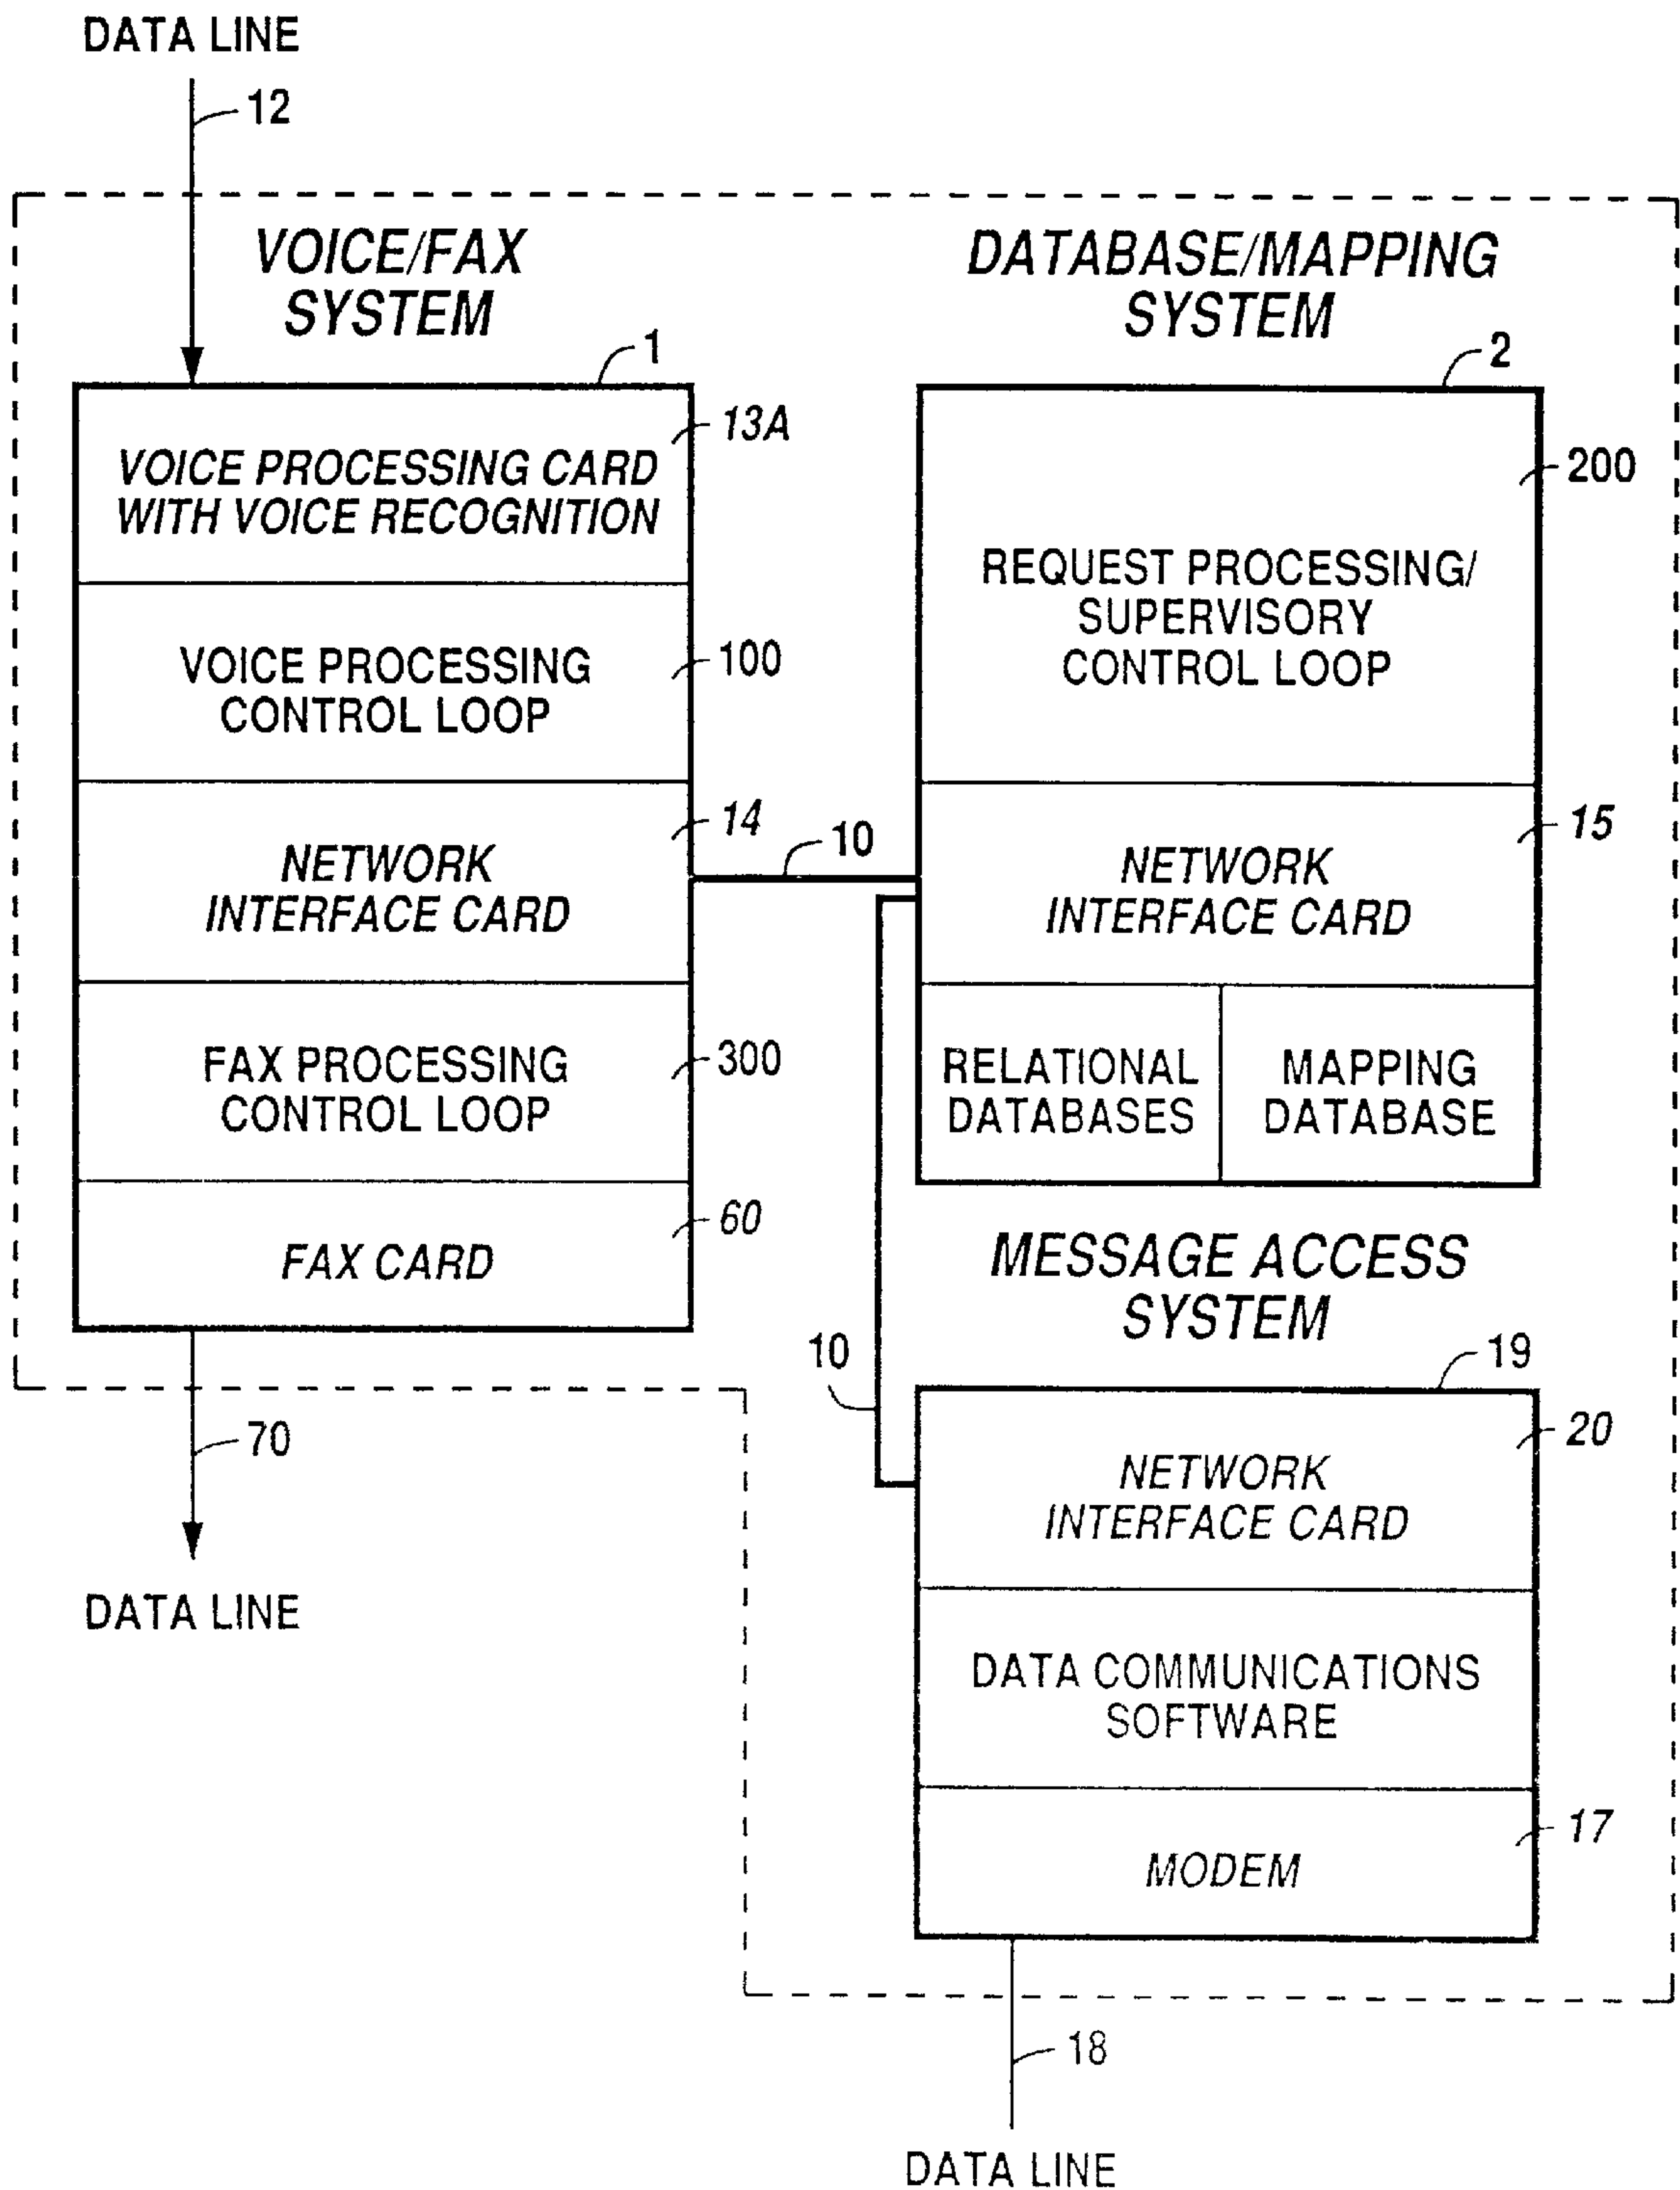 DATA LINE
12
VOICE/FAX
SYSTEM
1
13A
VOICE PROCESSING CARD
WITH VOICE RECOGNITION
VOICE PROCESSING
CONTROL LOOP
100
14
NETWORK
INTERFACE CARD
10
FAX PROCESSING
CONTROL LOOP
300
60
FAX CARD
70
DATA LINE
DATABASE/MAPPING
SYSTEM
2
200
REQUEST PROCESSING/
SUPERVISORY
CONTROL LOOP
15
NETWORK
INTERFACE CARD
RELATIONAL
DATABASES
MAPPING
DATABASE
MESSAGE ACCESS
SYSTEM
10
19
20
NETWORK
INTERFACE CARD
DATA COMMUNICATIONS
SOFTWARE
17
MODEM
18
DATA LINE